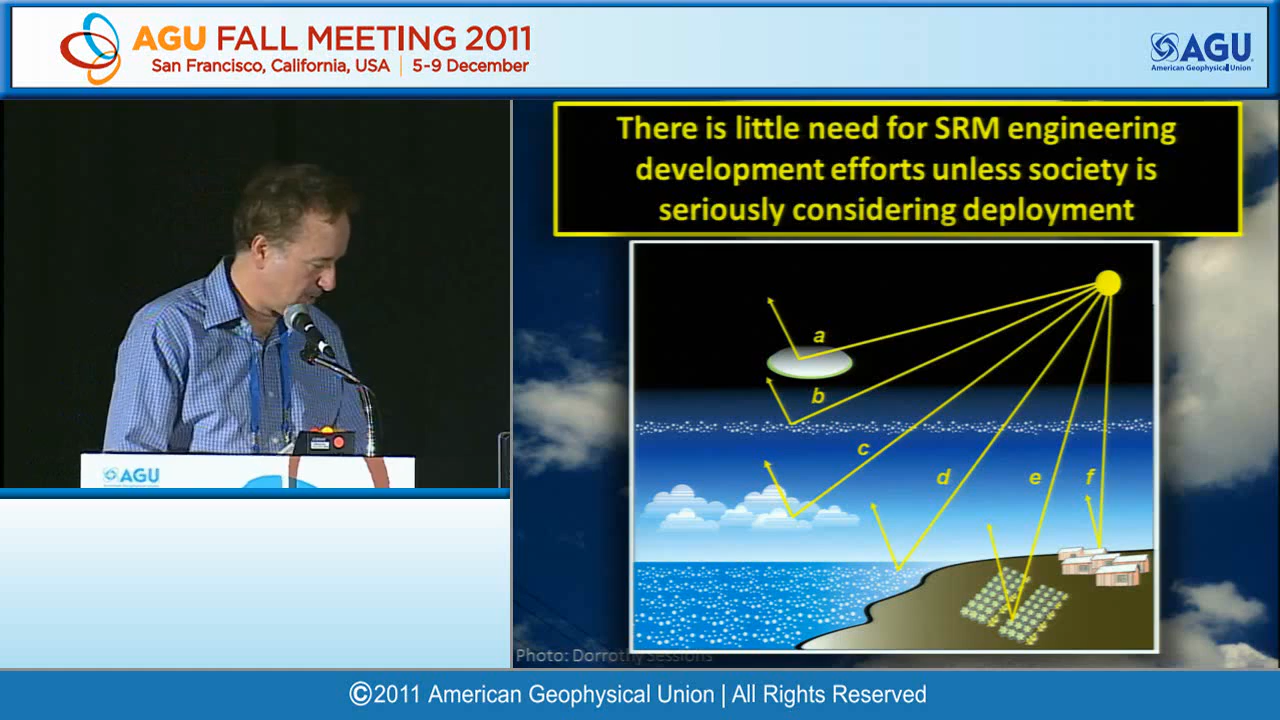 AGU FALL MEETING 2011
San Francisco, California, USA | 5-9 December
AGU
American Geophysical Union
There is little need for SRM engineering
development efforts unless society is
seriously considering deployment
a
b
c
d
e
f
AGU
Photo: Dorrothy Sessions
©2011 American Geophysical Union | All Rights Reserved